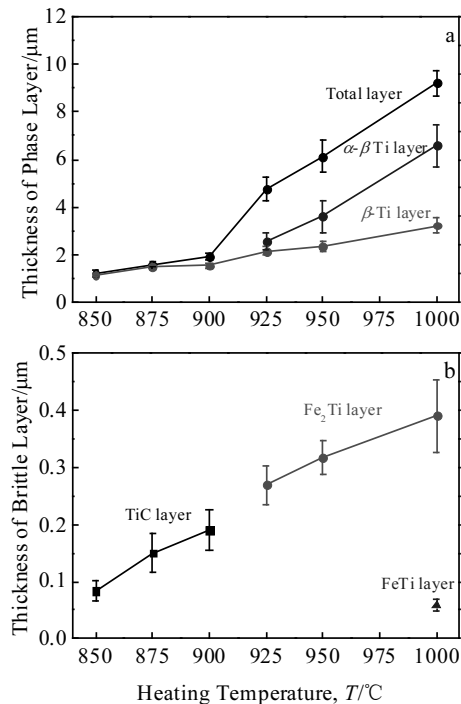 12
a
10
Total layer
8
α-βTi layer
6
β-Ti layer
4
2
0
850 875 900 925 950 975 1000
Thickness of Phase Layer/μm
0.5
b
Fe₂Ti layer
0.4
0.3
TiC layer
0.2
FeTi layer
0.1
0.0
850 875 900 925 950 975 1000
Thickness of Brittle Layer/μm
Heating Temperature, T/℃